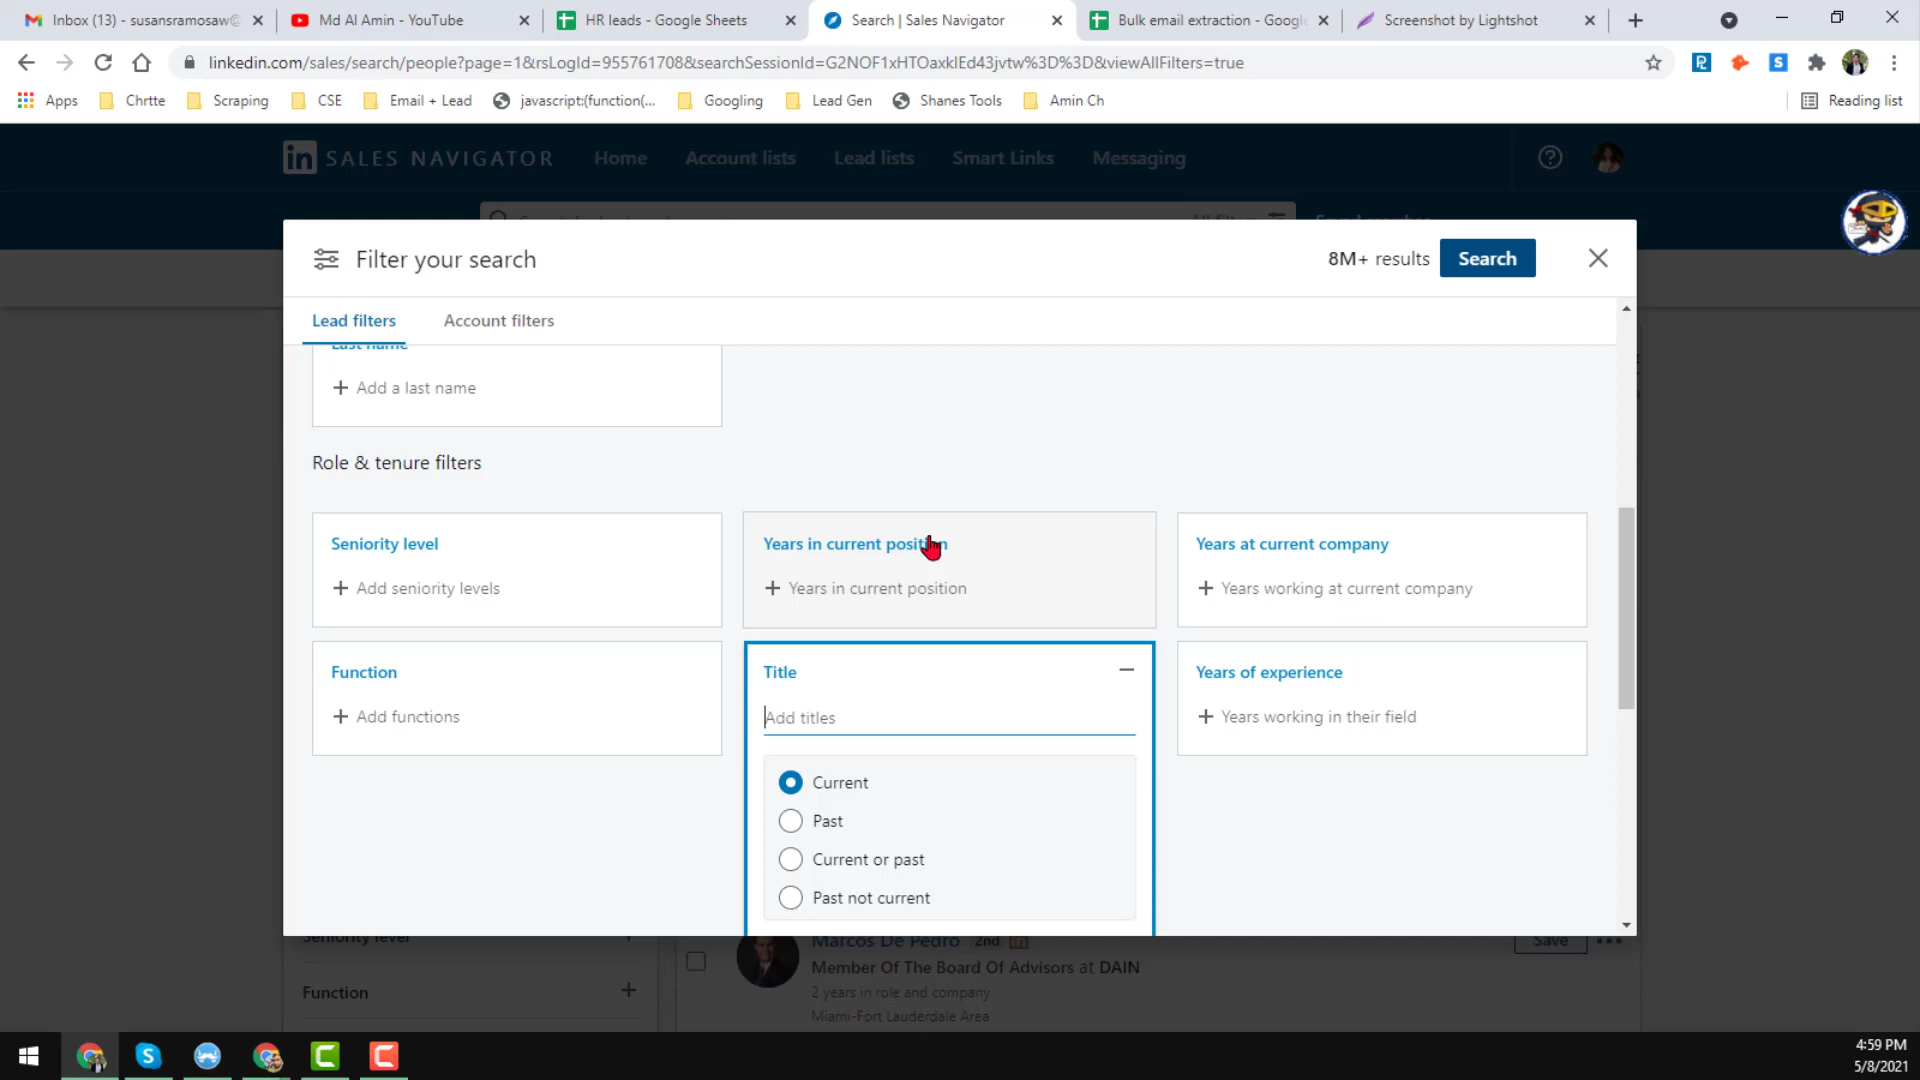 Inbox (13) - susansramosaw@
Md Al Amin - YouTube
HR leads - Google Sheets
Search | Sales Navigator
Bulk email extraction - Google
Screenshot by Lightshot
linkedin.com/sales/search/people?page=1&rsLogId=955761708&searchSessionId=G2NOF1xHTOaxklEd43jvtw%3D%3D&viewAllFilters=true
Apps
Chrtte
Scraping
CSE
Email + Lead
javascript:(function(...
Googling
Lead Gen
Shanes Tools
Amin Ch
Reading list
in SALES NAVIGATOR
Home
Account lists
Lead lists
Smart Links
Messaging
Filter your search
8M+ results
Search
Lead filters
Account filters
Last name
Add a last name
Role & tenure filters
Seniority level
Add seniority levels
Years in current position
Years in current position
Years at current company
Years working at current company
Function
Add functions
Title
Add titles
Current
Past
Current or past
Past not current
Years of experience
Years working in their field
Seniority level
Function
Marcos De Pedro 2nd in
Member Of The Board Of Advisors at DAIN
2 years in role and company
Miami-Fort Lauderdale Area
Save
4:59 PM
5/8/2021